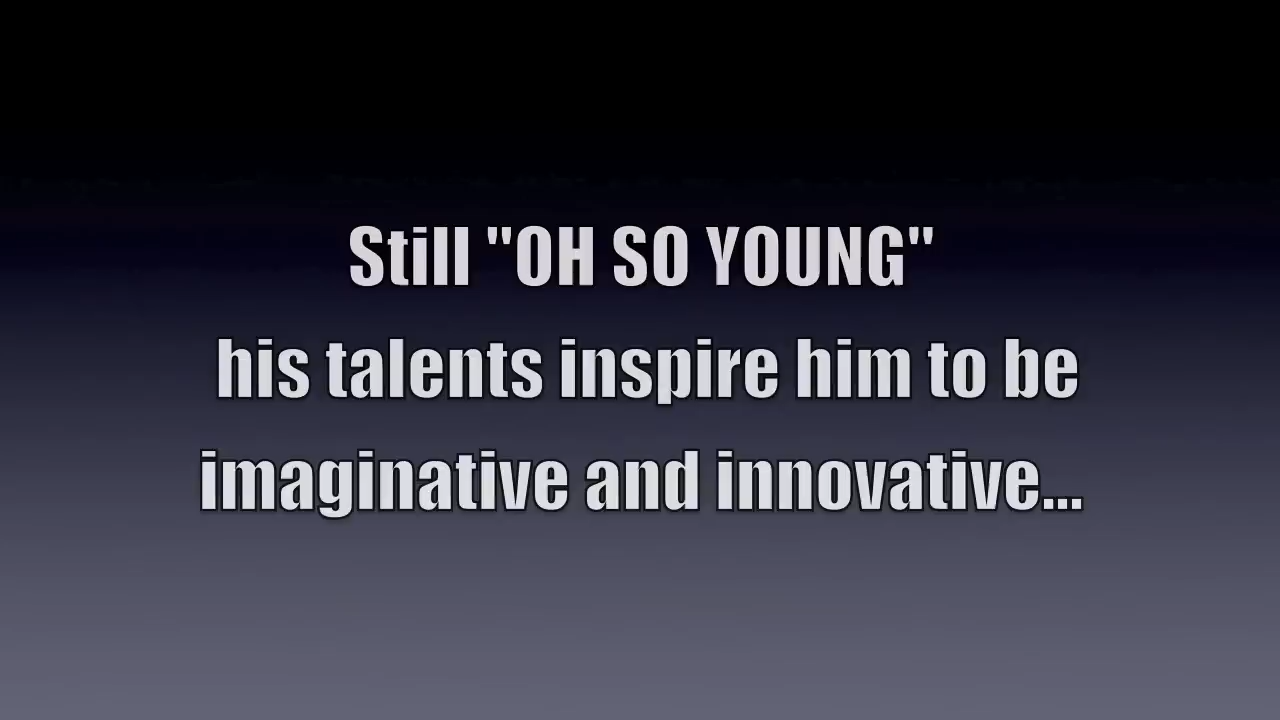 Still "OH SO YOUNG"
his talents inspire him to be
imaginative and innovative...